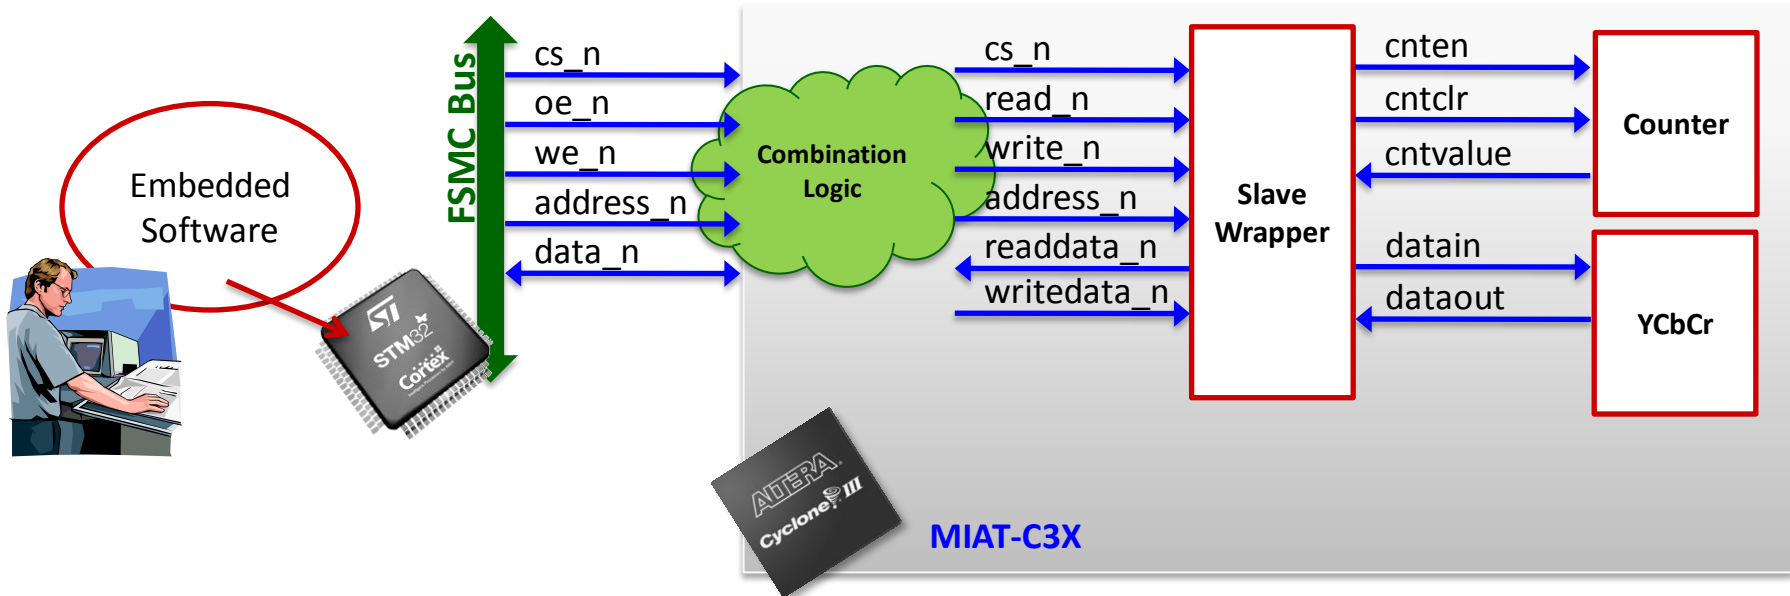 Embedded
Software
FSMC Bus
cs_n
oe_n
we_n
address_n
data_n
Combination
Logic
cs_n
read_n
write_n
address_n
readdata_n
writedata_n
Slave
Wrapper
cnten
cntclr
cntvalue
datain
dataout
Counter
YCbCr
STM32
Cortex
ALTERA
Cyclone III
MIAT-C3X